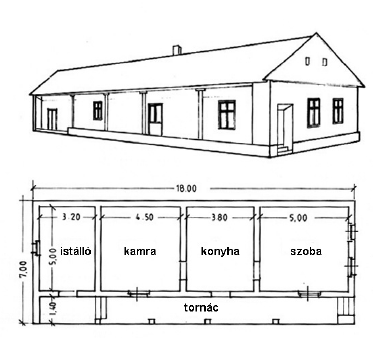 18.00
3.20 4.50 3.80 5,00
istálló kamra konyha szoba
5,00
7,00
1,40
tornác